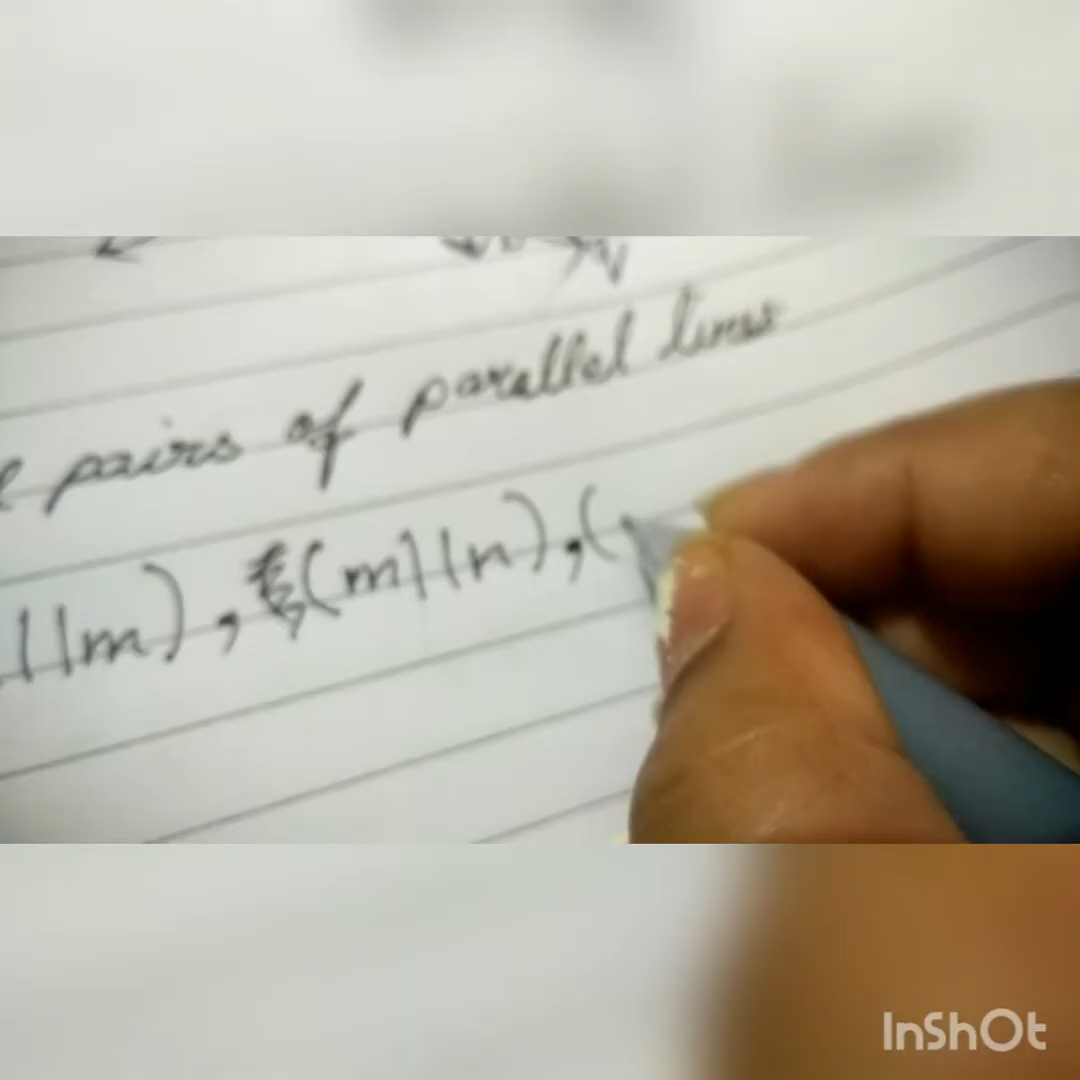 pairs of parallel lines
||m), (m||n), (
InShOt